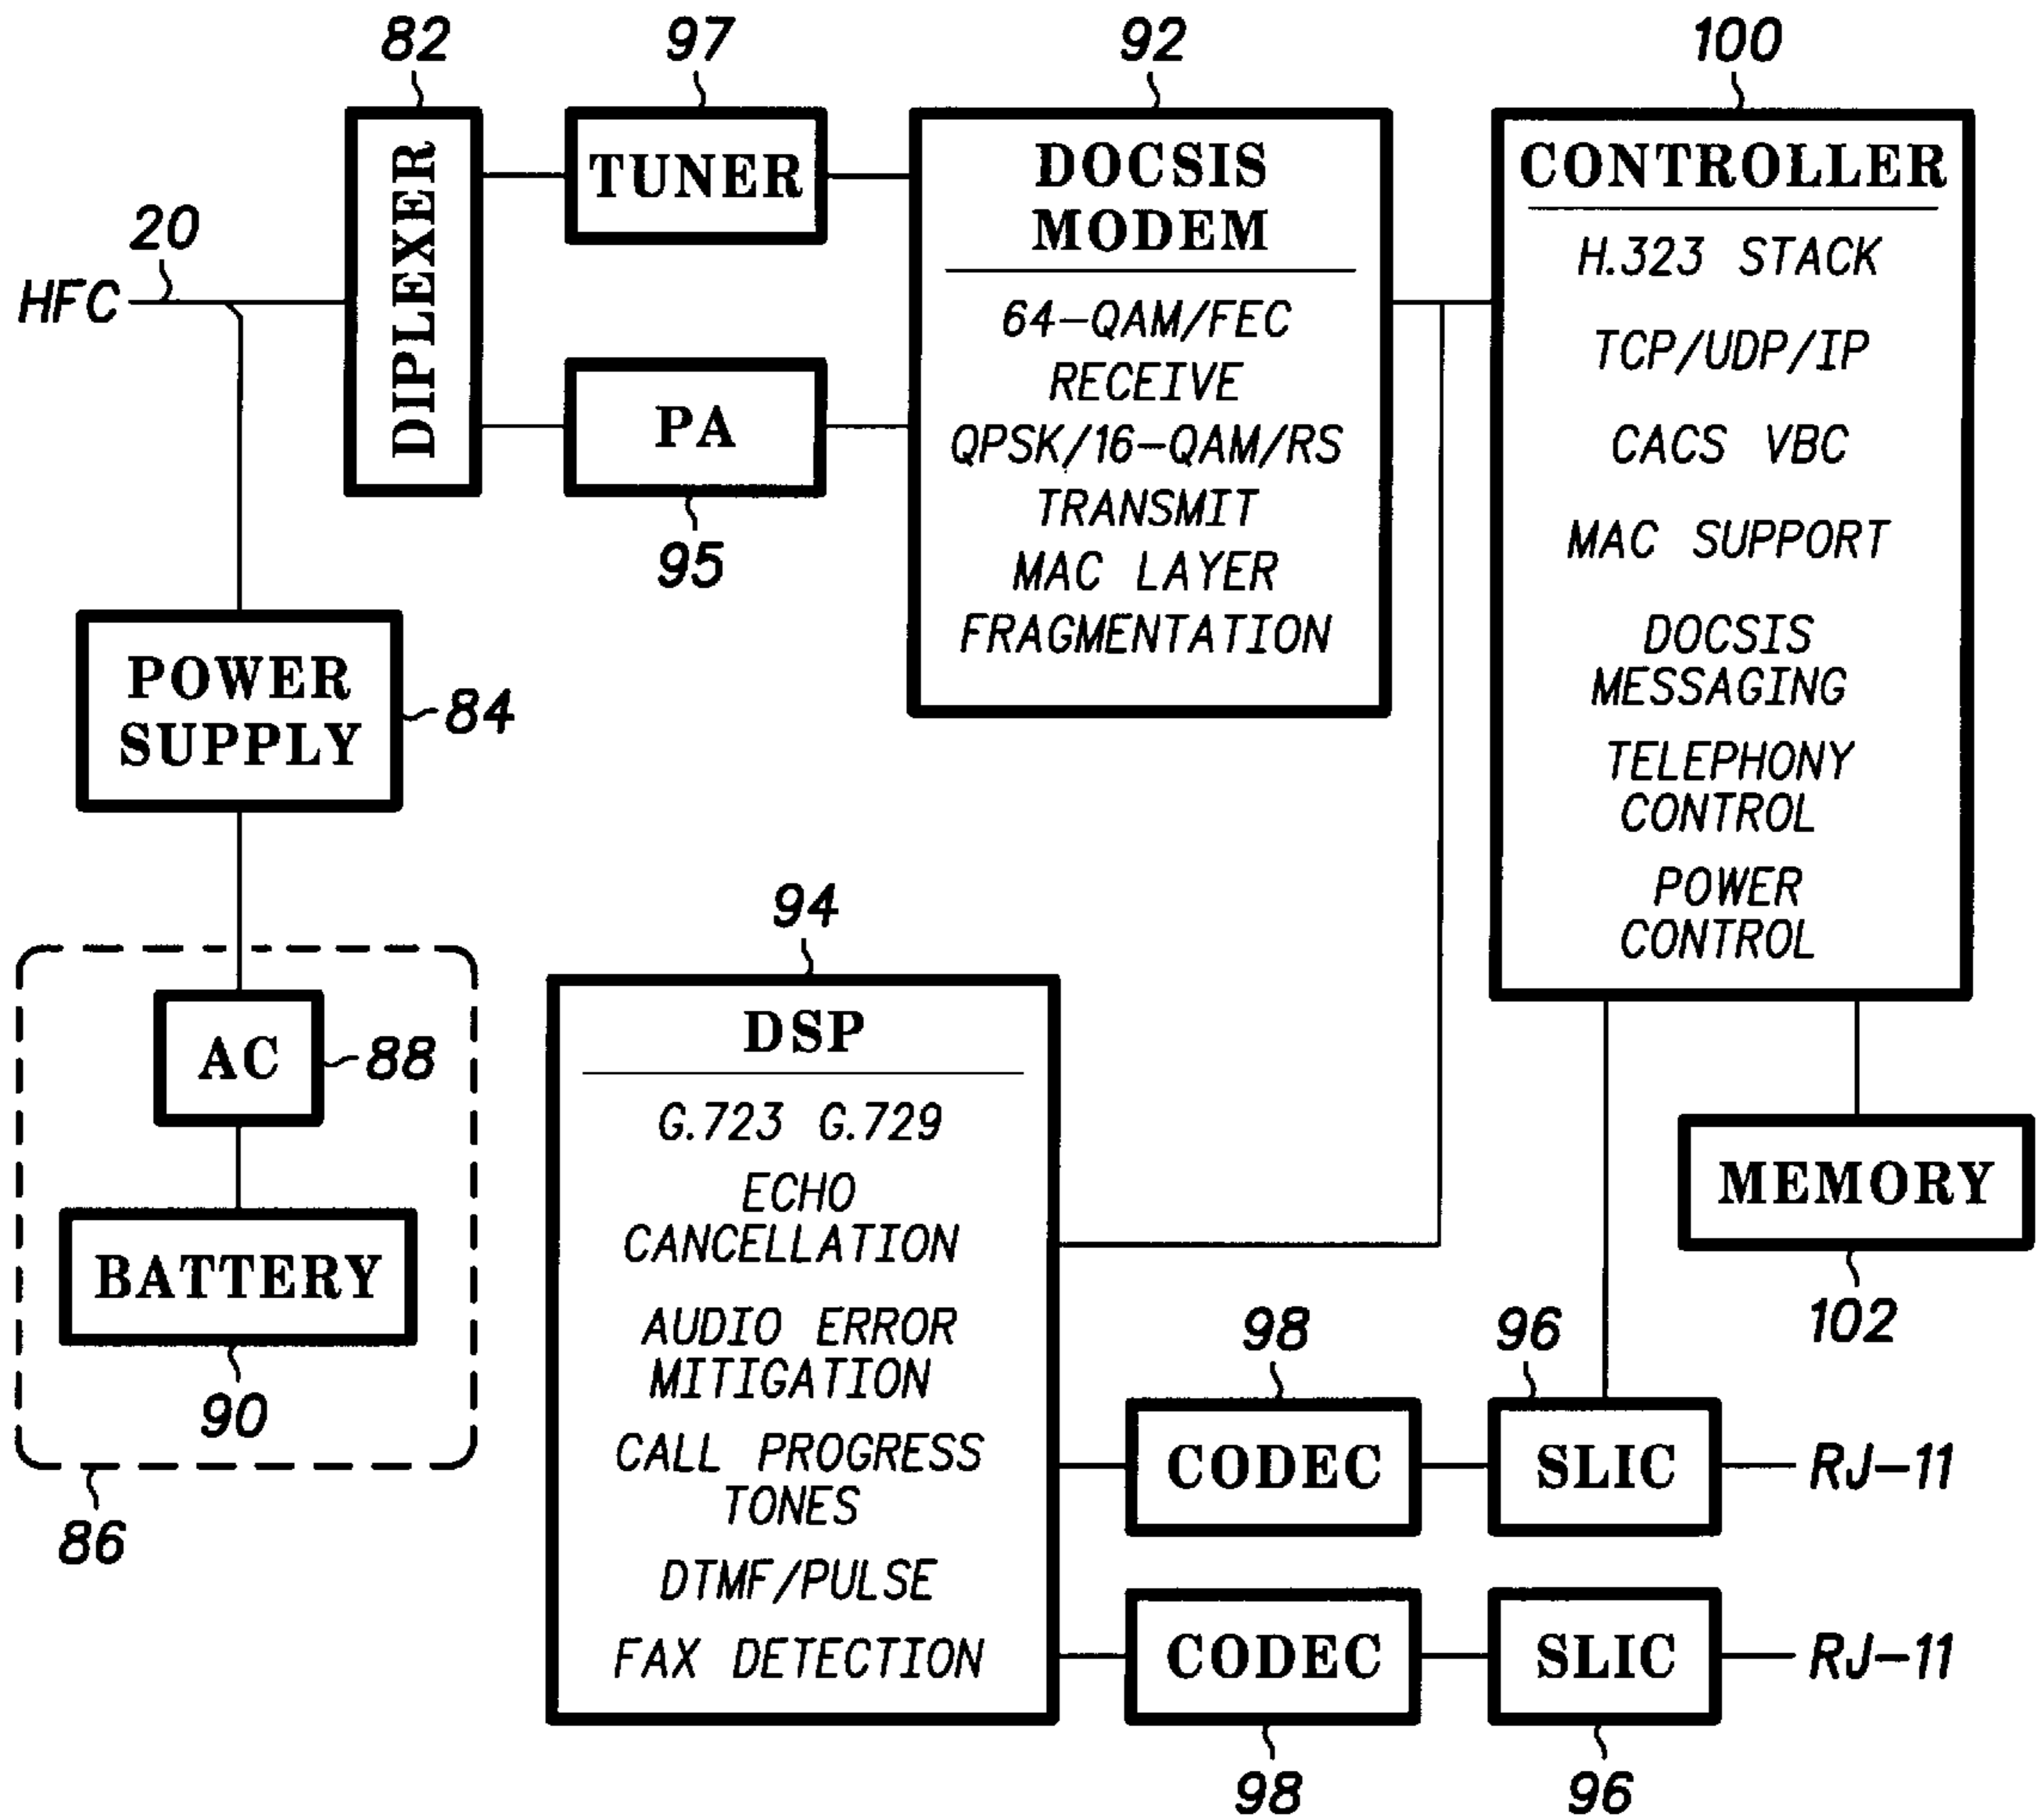 82
97
92
100
DIPLEXER
TUNER
DOCSIS
MODEM
64-QAM/FEC
RECEIVE
QPSK/16-QAM/RS
TRANSMIT
MAC LAYER
FRAGMENTATION
CONTROLLER
H.323 STACK
TCP/UDP/IP
CACS VBC
MAC SUPPORT
DOCSIS
MESSAGING
TELEPHONY
CONTROL
POWER
CONTROL
20
HFC
PA
95
POWER
SUPPLY
84
AC
88
BATTERY
90
86
94
DSP
G.723 G.729
ECHO
CANCELLATION
AUDIO ERROR
MITIGATION
CALL PROGRESS
TONES
DTMF/PULSE
FAX DETECTION
MEMORY
102
98
96
CODEC
SLIC
RJ-11
CODEC
SLIC
RJ-11
98
96